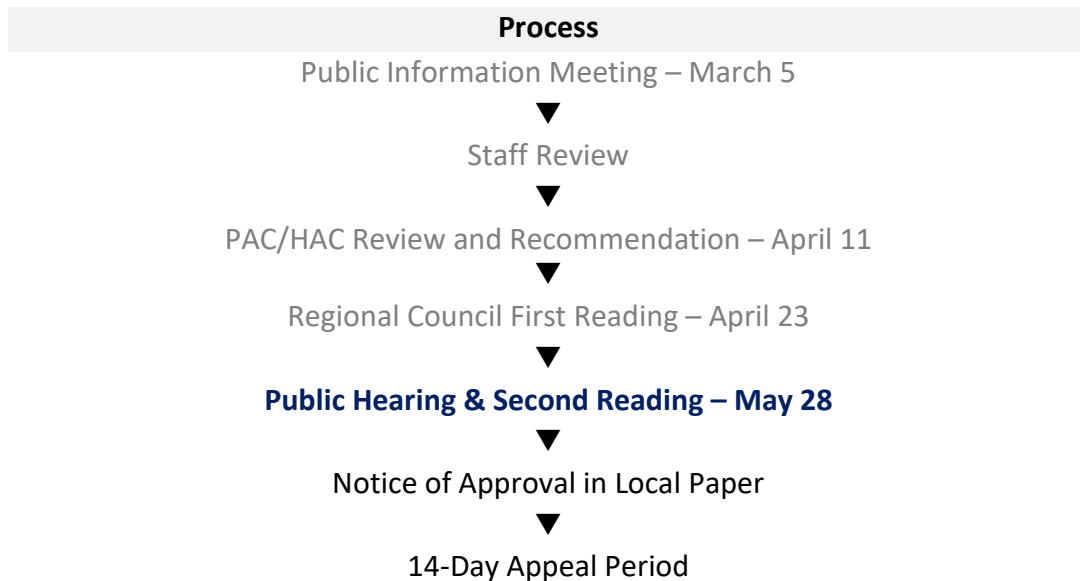 Process
Public Information Meeting – March 5
Staff Review
PAC/HAC Review and Recommendation – April 11
Regional Council First Reading – April 23
Public Hearing & Second Reading – May 28
Notice of Approval in Local Paper
14-Day Appeal Period